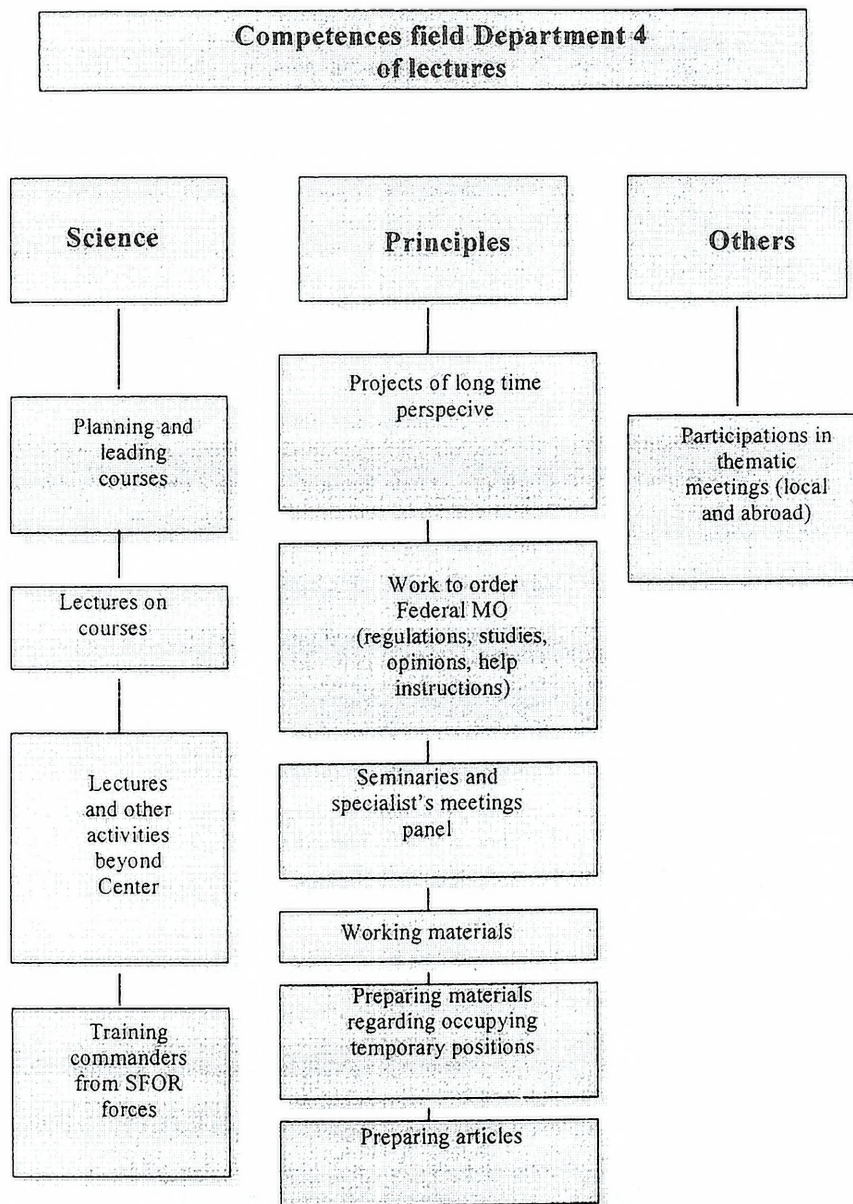 Competences field Department 4
of lectures
Science
Planning and
leading
courses
Lectures on
courses
Lectures
and other
activities
beyond
Center
Training
commanders
from SFOR
forces
Principles
Projects of long time
perspecive
Work to order
Federal MO
(regulations, studies,
opinions, help
instructions)
Seminaries and
specialist's meetings
panel
Working materials
Preparing materials
regarding occupying
temporary positions
Preparing articles
Others
Participations in
thematic
meetings (local
and abroad)